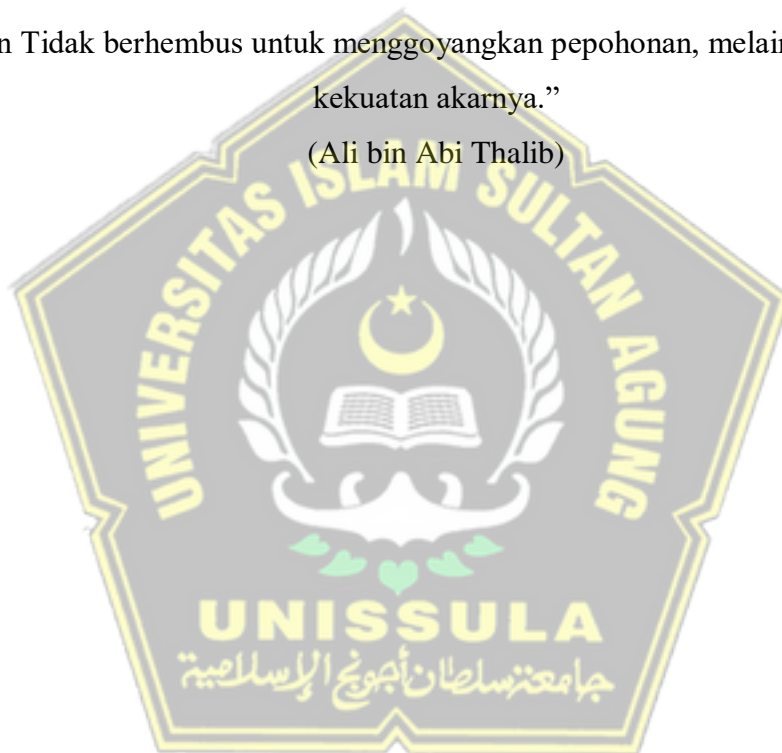 Tidak berhembus untuk menggoyangkan pepohonan,
kekuatan akarnya.”
(Ali bin Abi Thalib)
UNIVERSITAS ISLAM SULTAN AGUNG
UNISSULA
جامعة سلطان أجونج الإسلامية